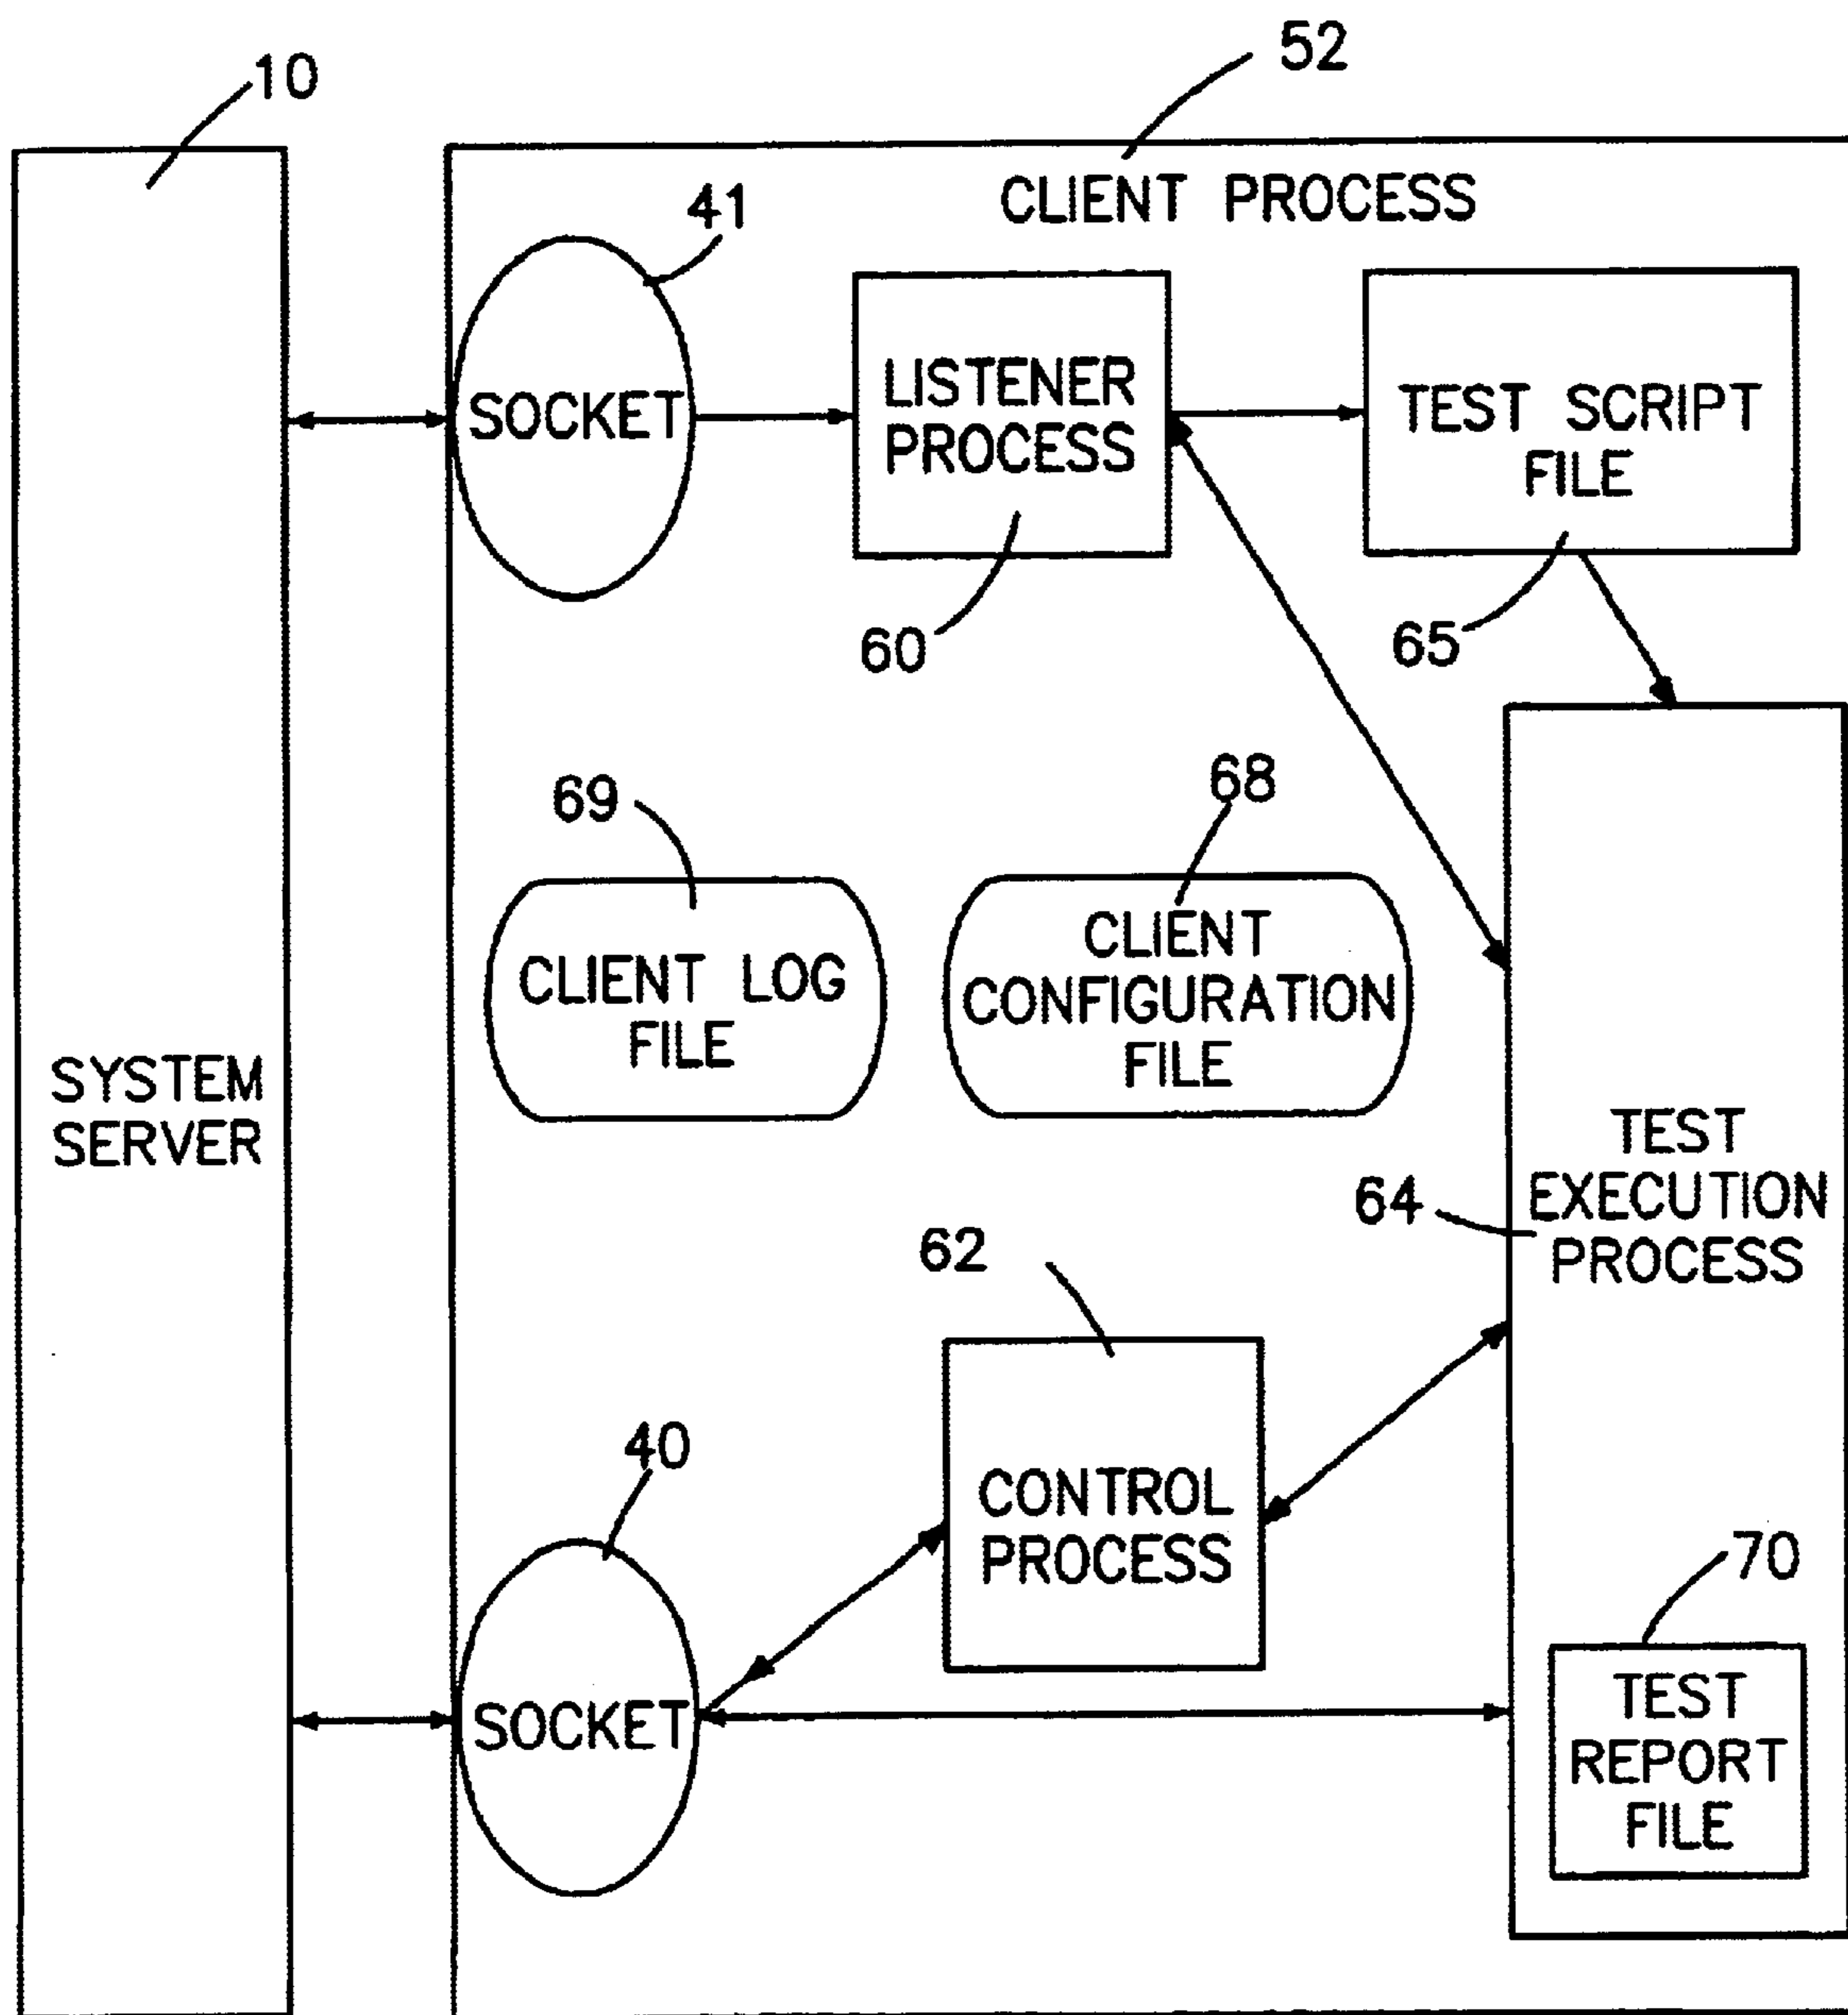 52
10
CLIENT PROCESS
41
SOCKET
LISTENER
PROCESS
TEST SCRIPT
FILE
60
65
69
68
CLIENT LOG
FILE
CLIENT
CONFIGURATION
FILE
SYSTEM
SERVER
TEST
EXECUTION
PROCESS
64
62
40
CONTROL
PROCESS
SOCKET
70
TEST
REPORT
FILE